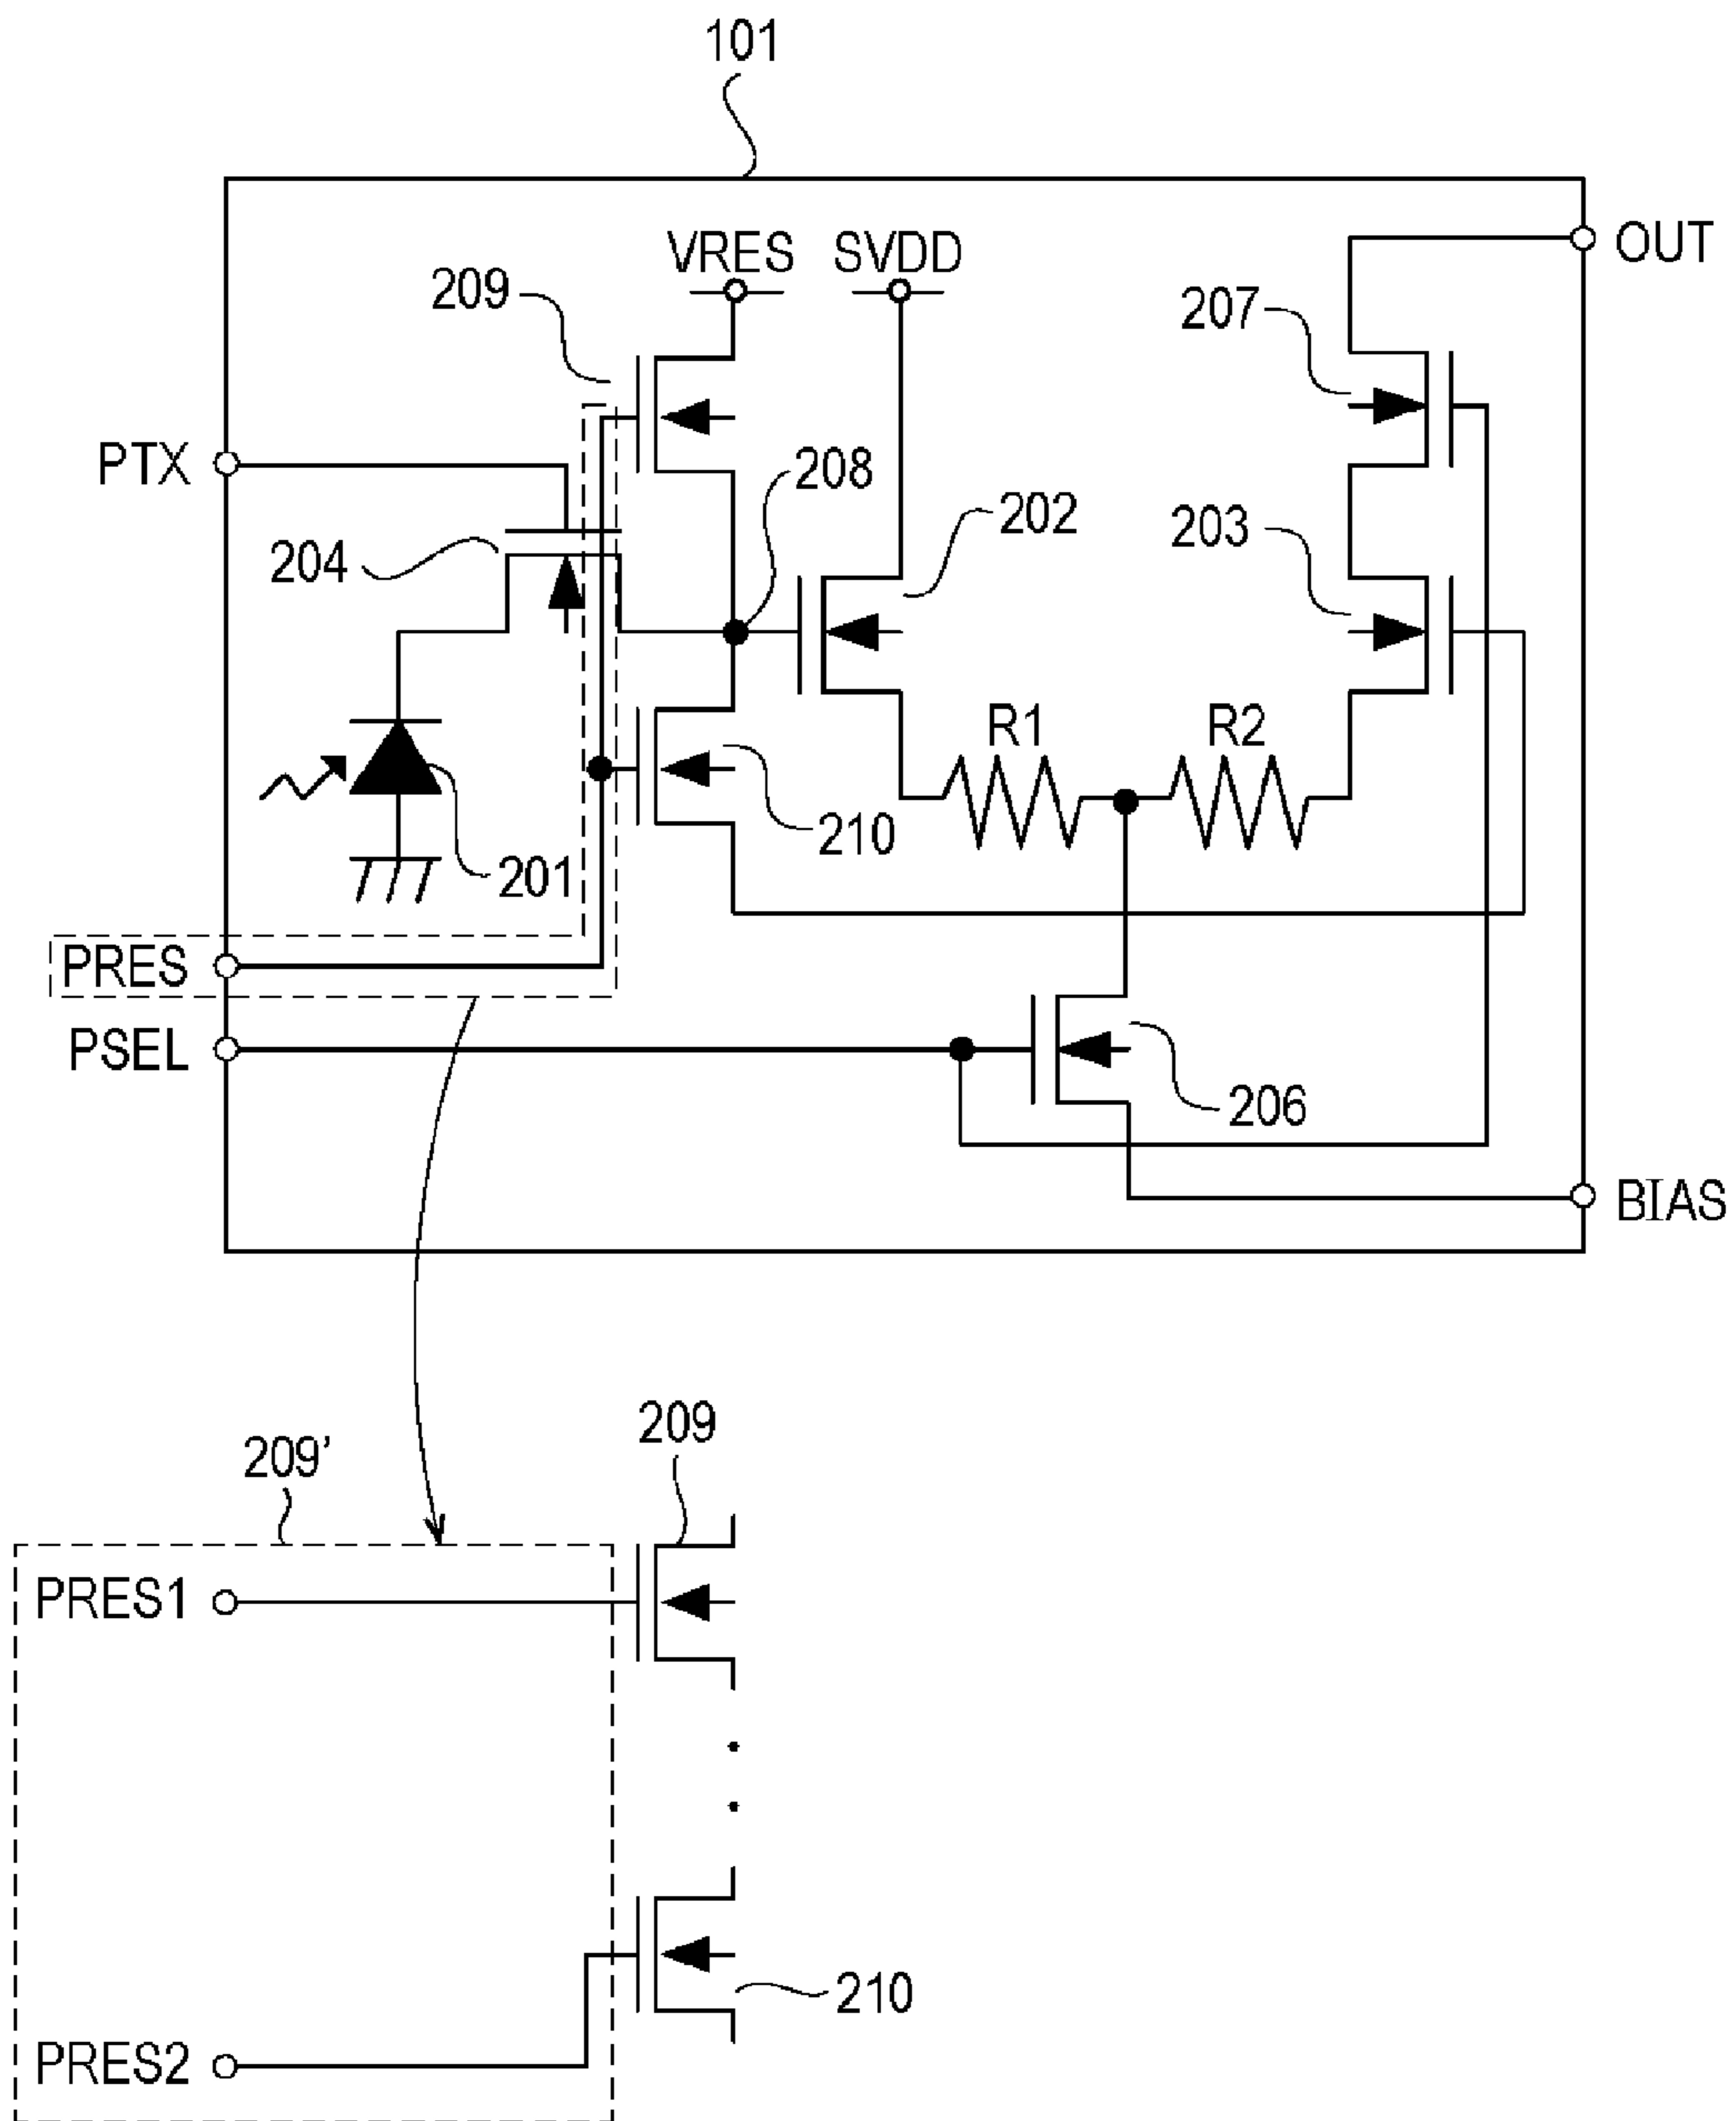 101
VRES SVDD OUT
209
207
PTX
208
202
203
204
R1 R2
210
201
PRES
PSEL
206
BIAS
209
209’
PRES1
210
PRES2